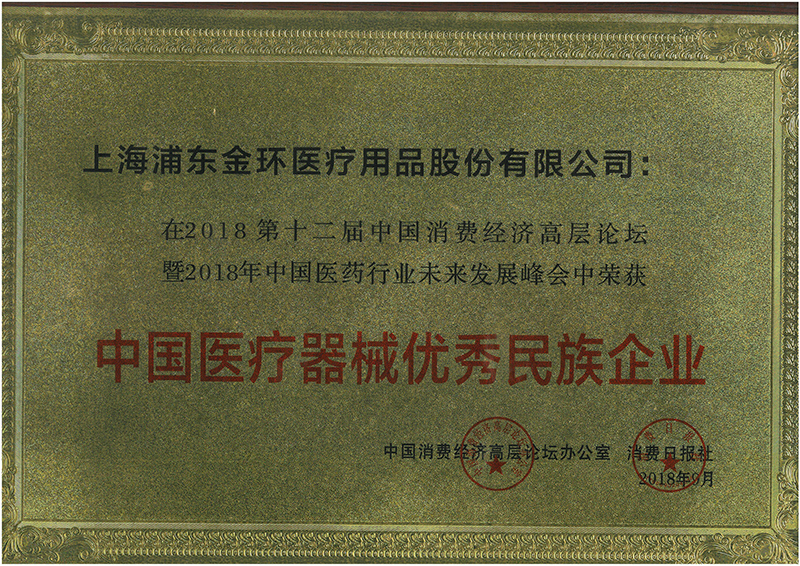 上海浦东金环医疗用品股份有限公司：
在2018第十二届中国消费经济高层论坛
暨2018年中国医药行业未来发展峰会中荣获
中国医疗器械优秀民族企业
中国消费经济高层论坛办公室 消费日报社
2018年9月